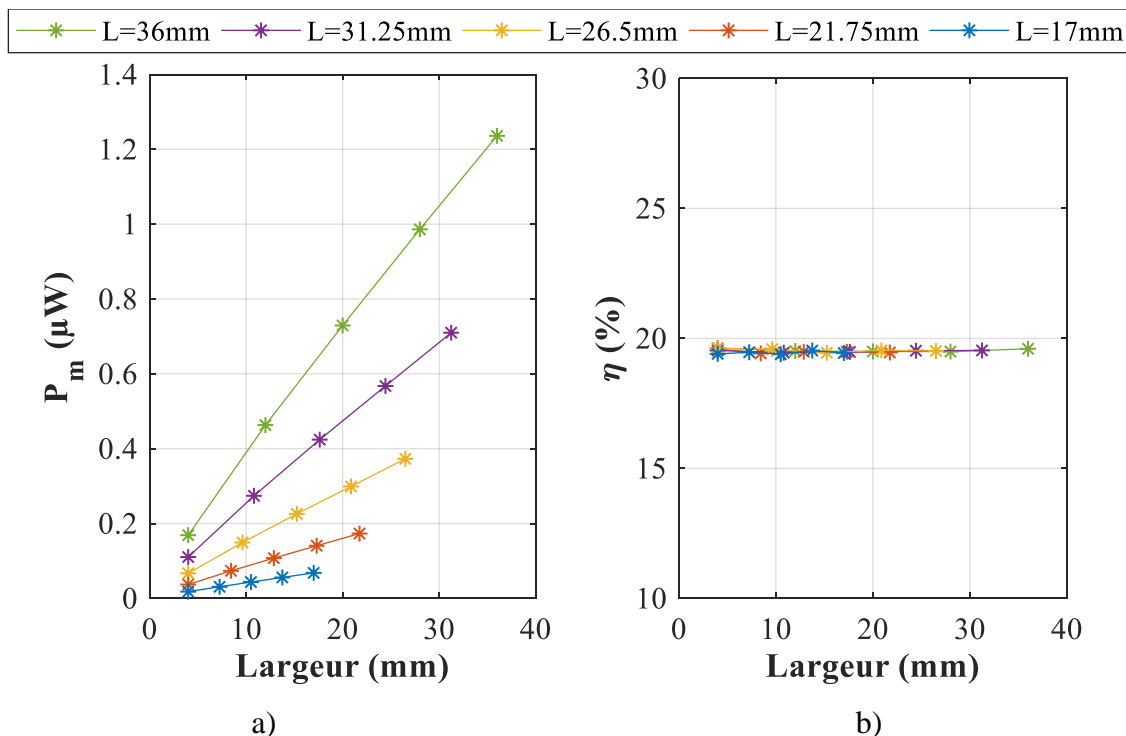 L=36mm L=31.25mm L=26.5mm L=21.75mm L=17mm
1.4
1.2
1
0.8
0.6
0.4
0.2
0
P_m (μW)
0 10 20 30 40
Largeur (mm)
a)
30
25
20
15
10
η (%)
0 10 20 30 40
Largeur (mm)
b)